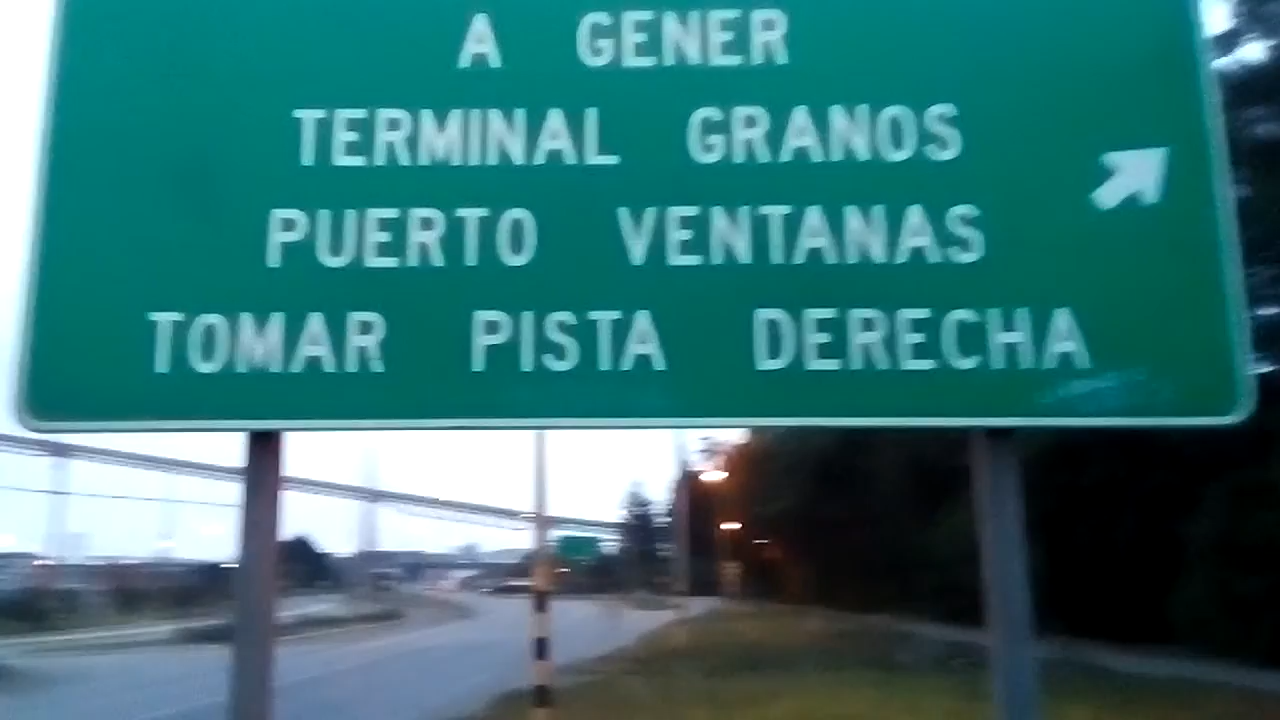 A GENER
TERMINAL GRANOS
PUERTO VENTANAS
TOMAR PISTA DERECHA